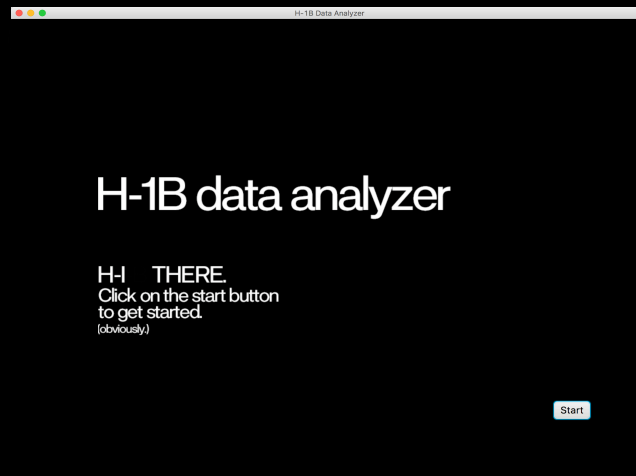 H-1B Data Analyzer
H-1B data analyzer
H-I THERE.
Click on the start button
to get started.
(obviously.)
Start